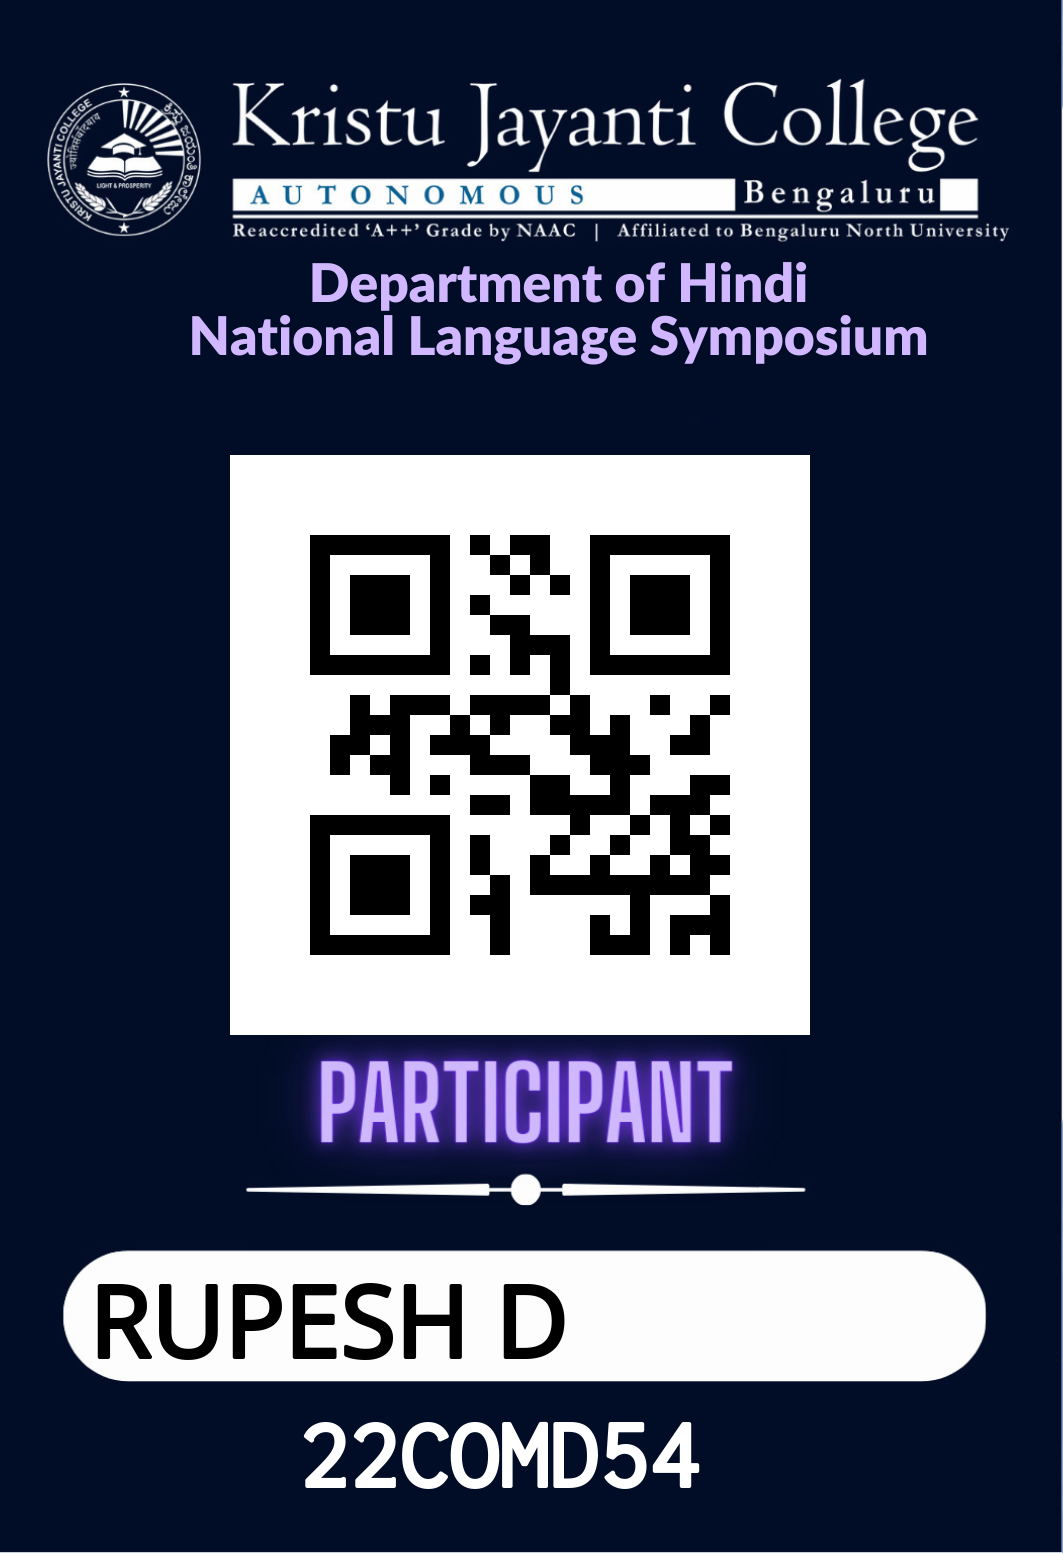 KRISTU JAYANTI COLLEGE
ಕ್ರಿಸ್ತು ಜಯಂತಿ ಕಾಲೇಜು
LIGHT & PROSPERITY
Kristu Jayanti College
AUTONOMOUS Bengaluru
Reaccredited ‘A++’ Grade by NAAC | Affiliated to Bengaluru North University
Department of Hindi
National Language Symposium
PARTICIPANT
RUPESH D
22COMD54